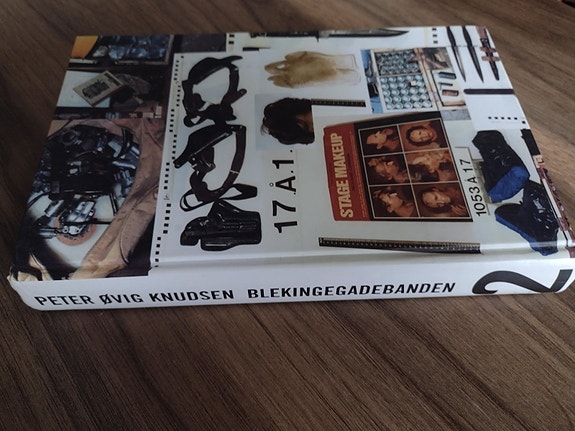 17 Å.1.
STAGE MAKEUP
1053 Å 17
PETER ØVIG KNUDSEN BLEKINGEGADEBANDEN 2